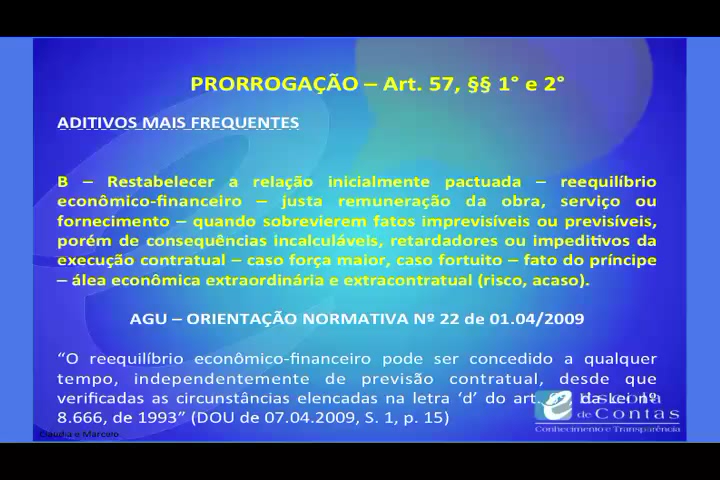 PRORROGAÇÃO – Art. 57, §§ 1° e 2°
ADITIVOS MAIS FREQUENTES
B – Restabelecer a relação inicialmente pactuada – reequilíbrio
econômico-financeiro – justa remuneração da obra, serviço ou
fornecimento – quando sobrevierem fatos imprevisíveis ou previsíveis,
porém de consequências incalculáveis, retardadores ou impeditivos da
execução contratual – caso força maior, caso fortuito – fato do príncipe
– álea econômica extraordinária e extracontratual (risco, acaso).
AGU – ORIENTAÇÃO NORMATIVA Nº 22 de 01.04/2009
“O reequilíbrio econômico-financeiro pode ser concedido a qualquer
tempo, independentemente de previsão contratual, desde que
verificadas as circunstâncias elencadas na letra ‘d’ do art. da Lei nº
8.666, de 1993” (DOU de 07.04.2009, S. 1, p. 15)
Escola
de Contas
Conhecimento e Transparência
Claudia e Marcelo